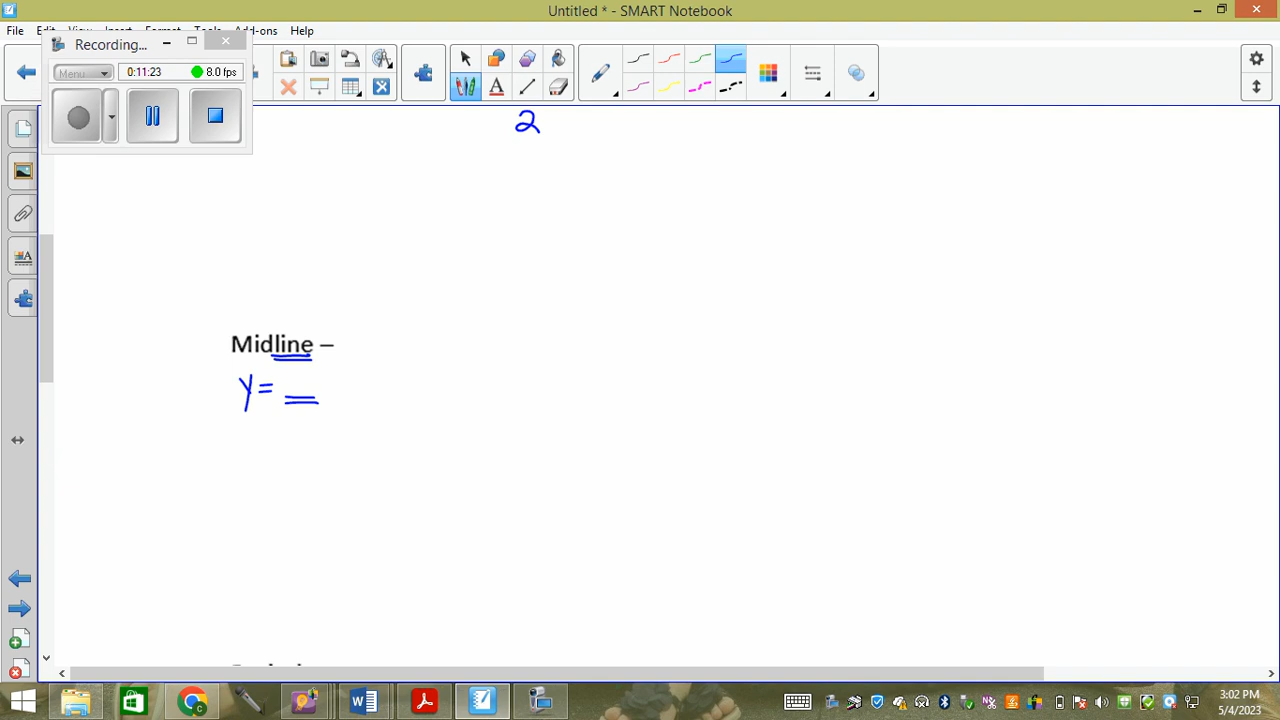 Untitled * - SMART Notebook
File
Help
Recording...
Menu
0:11:23
8.0 fps
2
Midline –
y= __
3:02 PM
5/4/2023